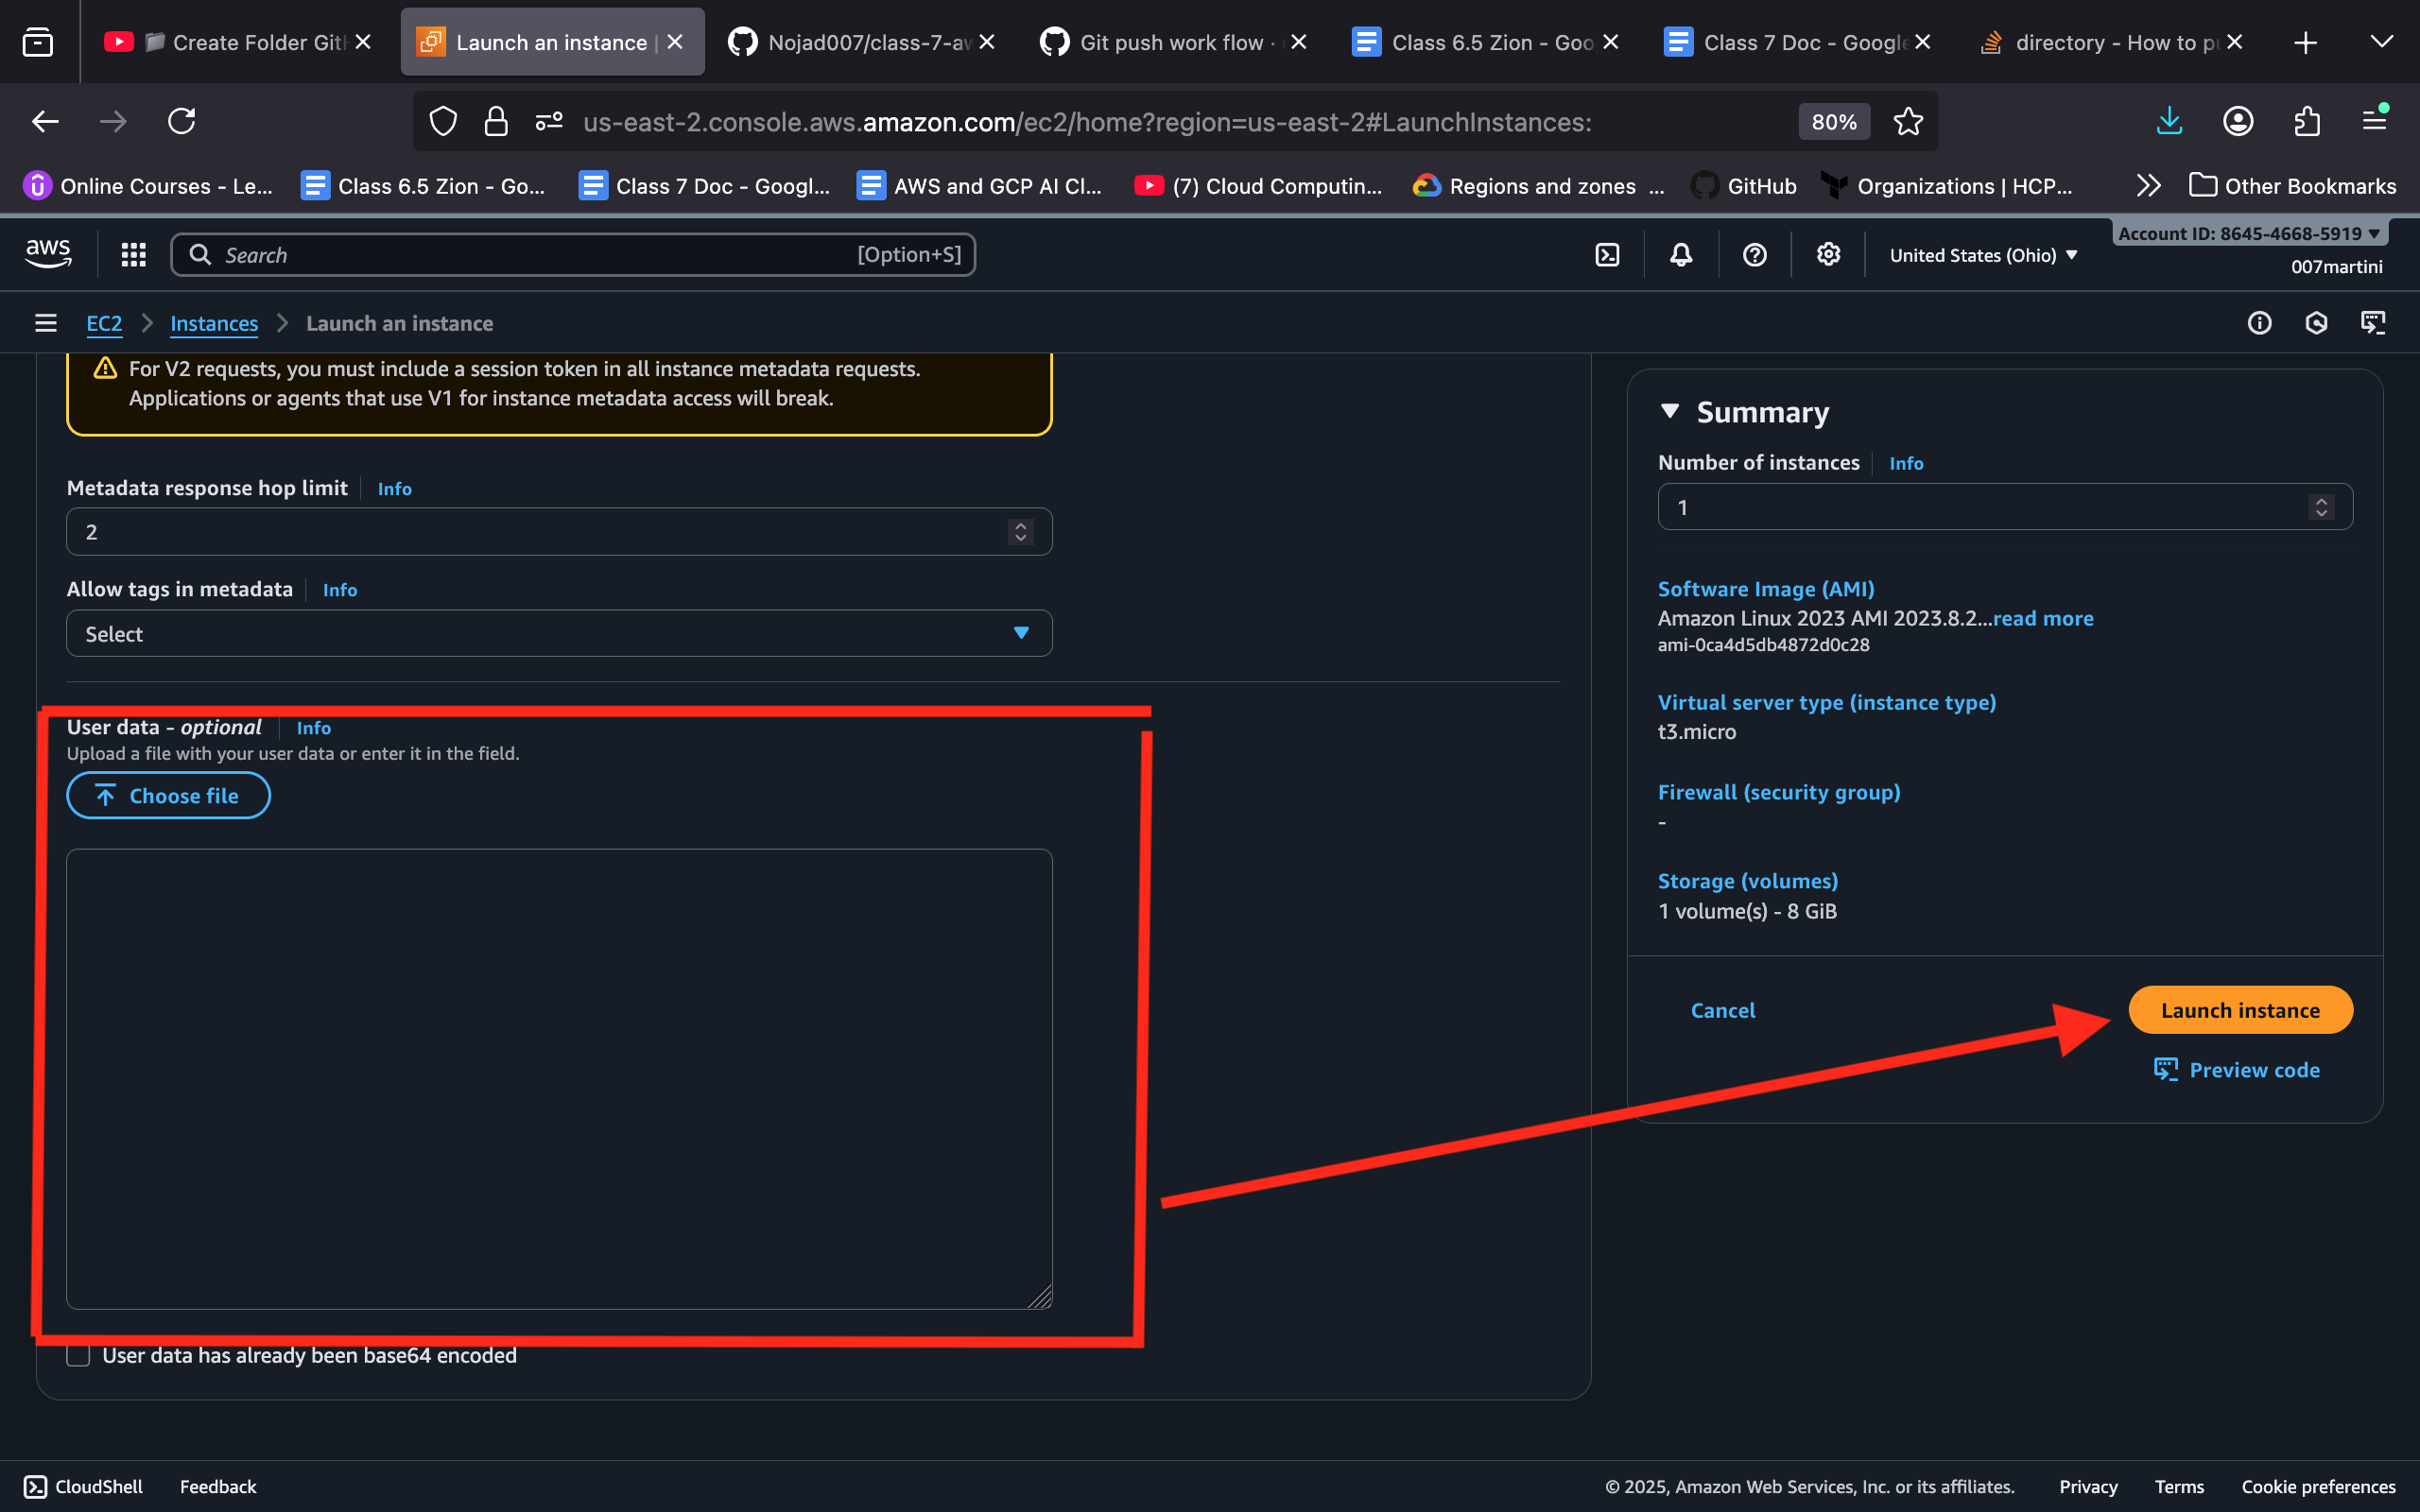 Create Folder Gitl
Launch an instance |
Nojad007/class-7-aw
Git push work flow ·
Class 6.5 Zion - Goo
Class 7 Doc - Google
directory - How to pu
us-east-2.console.aws.amazon.com/ec2/home?region=us-east-2#LaunchInstances:
80%
Online Courses - Le...
Class 6.5 Zion - Go...
Class 7 Doc - Googl...
AWS and GCP AI Cl...
(7) Cloud Computin...
Regions and zones ...
GitHub
Organizations | HCP...
Other Bookmarks
aws
Search
[Option+S]
United States (Ohio)
Account ID: 8645-4668-5919
007martini
EC2
Instances
Launch an instance
For V2 requests, you must include a session token in all instance metadata requests.
Applications or agents that use V1 for instance metadata access will break.
Metadata response hop limit
Info
2
Allow tags in metadata
Info
Select
User data - optional
Info
Upload a file with your user data or enter it in the field.
Choose file
User data has already been base64 encoded
Summary
Number of instances
Info
1
Software Image (AMI)
Amazon Linux 2023 AMI 2023.8.2...read more
ami-0ca4d5db4872d0c28
Virtual server type (instance type)
t3.micro
Firewall (security group)
-
Storage (volumes)
1 volume(s) - 8 GiB
Cancel
Launch instance
Preview code
CloudShell
Feedback
© 2025, Amazon Web Services, Inc. or its affiliates.
Privacy
Terms
Cookie preferences